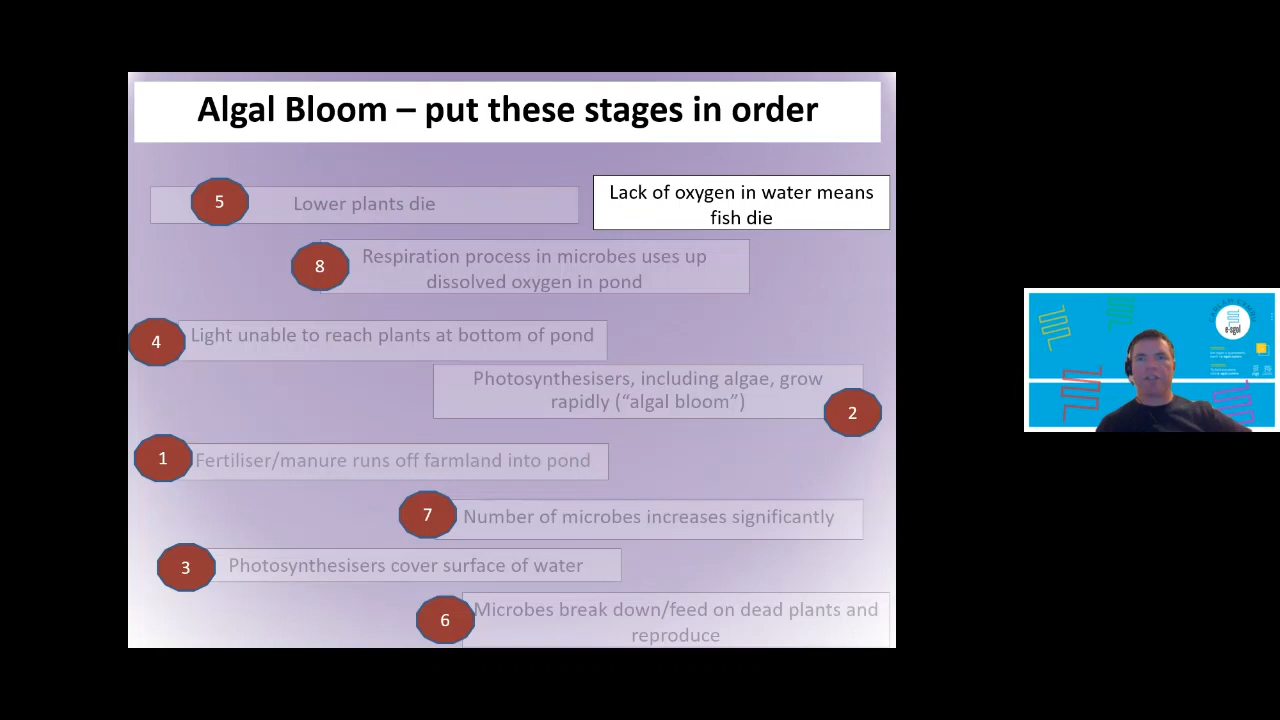 Algal Bloom – put these stages in order
5
Lower plants die
Lack of oxygen in water means
fish die
8
Respiration process in microbes uses up
dissolved oxygen in pond
4
Light unable to reach plants at bottom of pond
Photosynthesisers, including algae, grow
rapidly (“algal bloom”)
2
1
Fertiliser/manure runs off farmland into pond
7
Number of microbes increases significantly
3
Photosynthesisers cover surface of water
6
Microbes break down/feed on dead plants and
reproduce
e-sgol